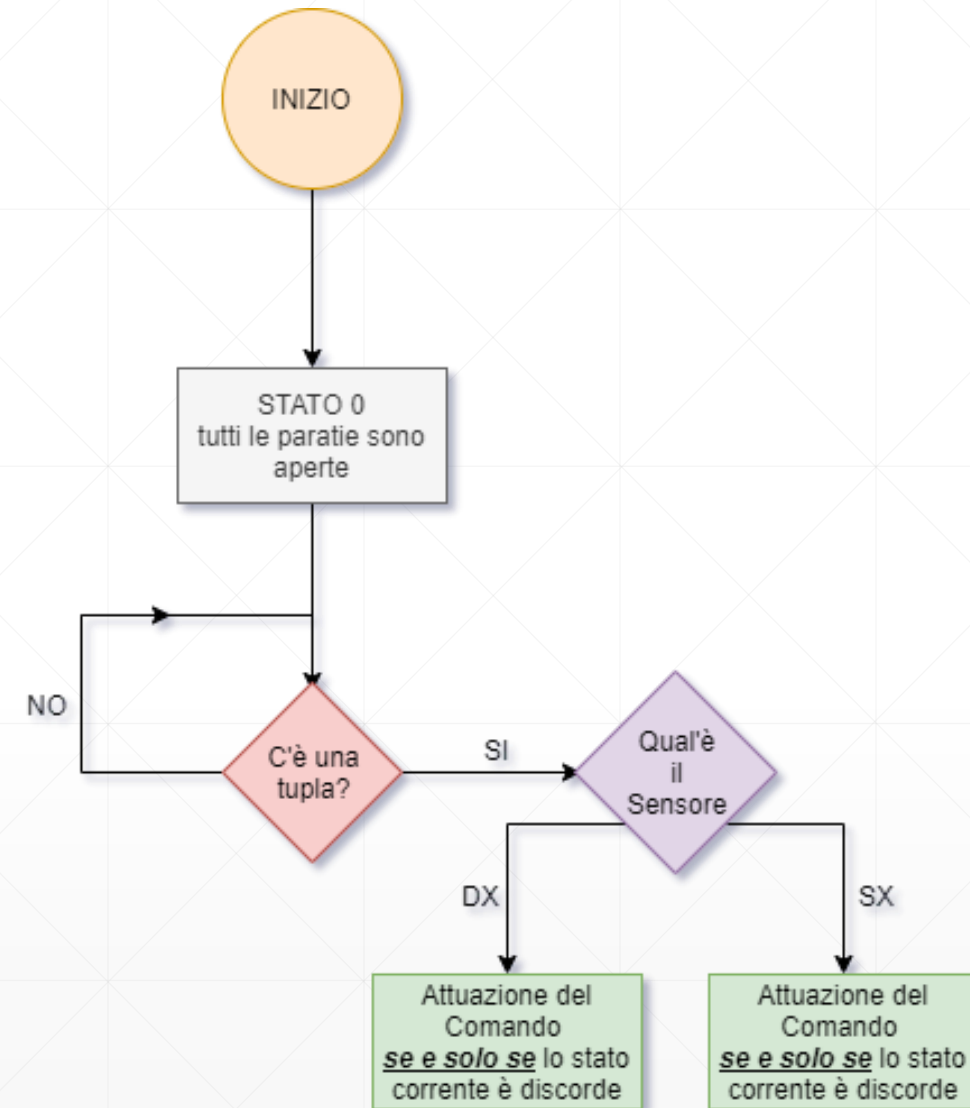 INIZIO
STATO 0
tutti le paratie sono
aperte
NO
C'è una
tupla?
SI
Qual'è
il
Sensore
DX
SX
Attuazione del
Comando
se e solo se lo stato
corrente è discorde
Attuazione del
Comando
se e solo se lo stato
corrente è discorde